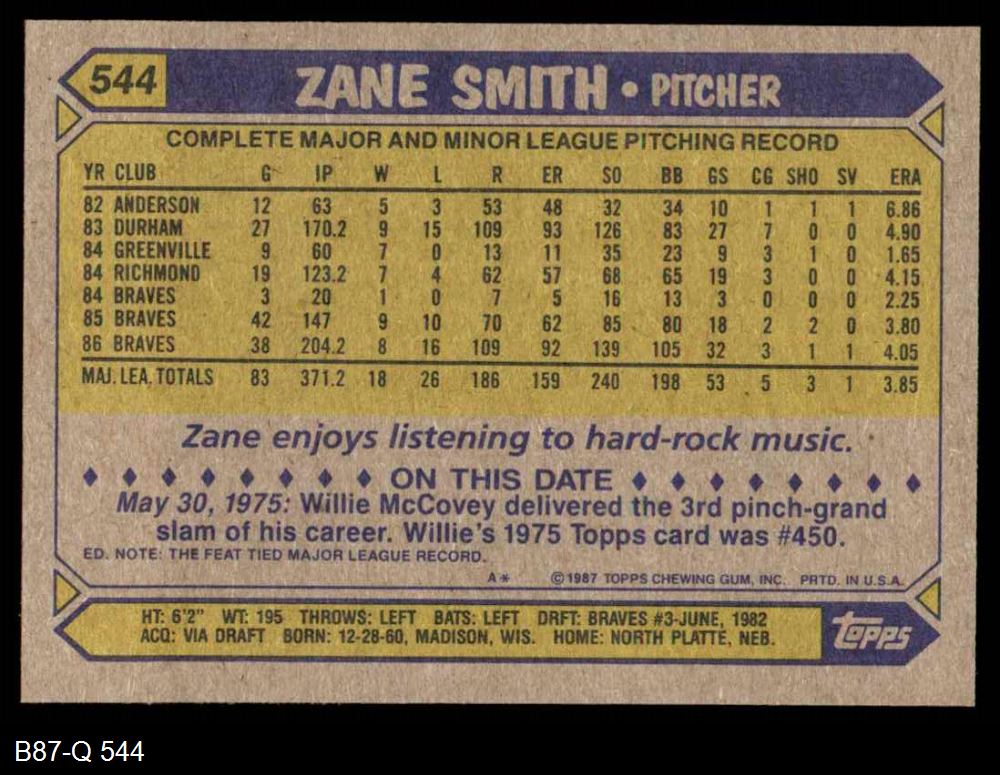 544 ZANE SMITH • PITCHER
COMPLETE MAJOR AND MINOR LEAGUE PITCHING RECORD
YR CLUB G IP W L R ER SO BB GS CG SHO SV ERA
82 ANDERSON 12 63 5 3 53 48 32 34 10 1 1 1 6.86
83 DURHAM 27 170.2 9 15 109 93 126 83 27 7 0 0 4.90
84 GREENVILLE 9 60 7 0 13 11 35 23 9 3 1 0 1.65
84 RICHMOND 19 123.2 7 4 62 57 68 65 19 3 0 0 4.15
84 BRAVES 3 20 1 0 7 5 16 13 3 0 0 0 2.25
85 BRAVES 42 147 9 10 70 62 85 80 18 2 2 0 3.80
86 BRAVES 38 204.2 8 16 109 92 139 105 32 3 1 1 4.05
MAJ. LEA. TOTALS 83 371.2 18 26 186 159 240 198 53 5 3 1 3.85
Zane enjoys listening to hard-rock music.
ON THIS DATE
May 30, 1975: Willie McCovey delivered the 3rd pinch-grand
slam of his career. Willie's 1975 Topps card was #450.
ED. NOTE: THE FEAT TIED MAJOR LEAGUE RECORD.
A* ©1987 TOPPS CHEWING GUM, INC. PRTD. IN U.S.A.
HT: 6'2" WT: 195 THROWS: LEFT BATS: LEFT DRFT: BRAVES #3-JUNE, 1982
ACQ: VIA DRAFT BORN: 12-28-60, MADISON, WIS. HOME: NORTH PLATTE, NEB.
topps
B87-Q 544